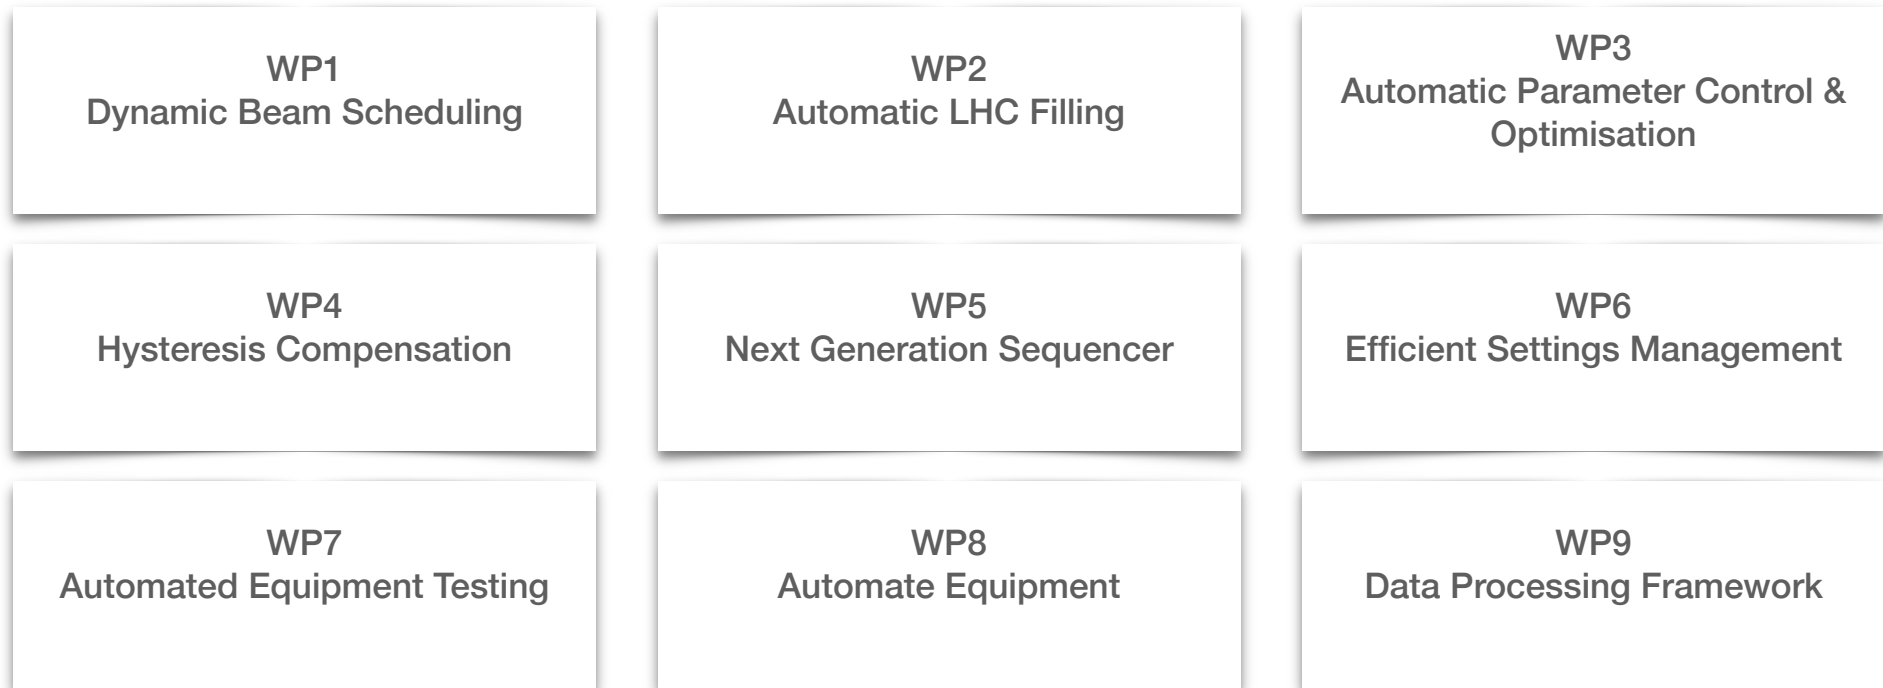 WP1
Dynamic Beam Scheduling
WP2
Automatic LHC Filling
WP3
Automatic Parameter Control &
Optimisation
WP4
Hysteresis Compensation
WP5
Next Generation Sequencer
WP6
Efficient Settings Management
WP7
Automated Equipment Testing
WP8
Automate Equipment
WP9
Data Processing Framework